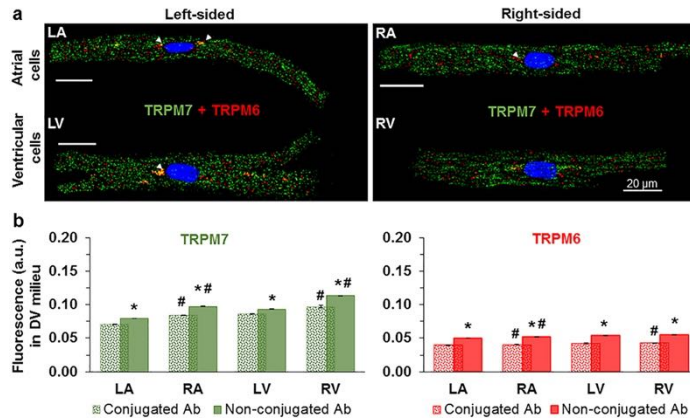 a
Left-sided
Right-sided
Atrial cells
LA
RA
TRPM7 + TRPM6
TRPM7 + TRPM6
Ventricular cells
LV
RV
20 µm
b
Fluorescence (a.u.) in DV milieu
TRPM7
0.20
0.15
0.10
0.05
0.00
* # *# * # *#
LA RA LV RV
Conjugated Ab Non-conjugated Ab
TRPM6
0.20
0.15
0.10
0.05
0.00
* # *# * # *
LA RA LV RV
Conjugated Ab Non-conjugated Ab